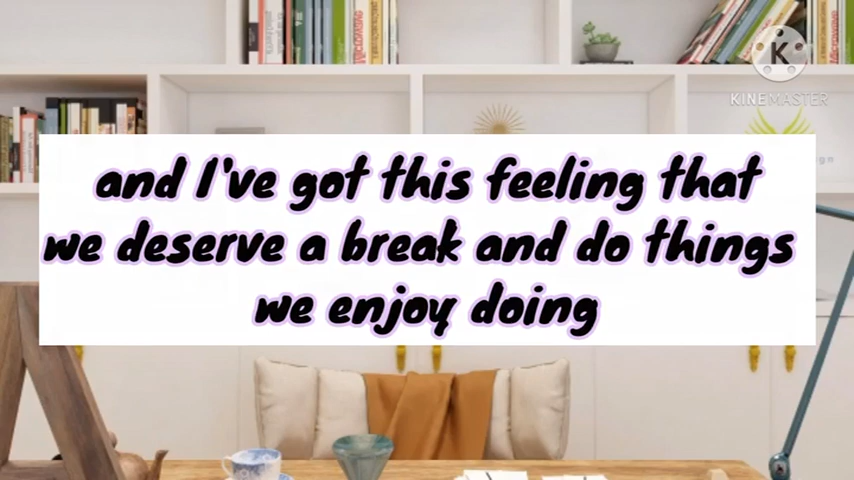 KINEMASTER
and I've got this feeling that
we deserve a break and do things
we enjoy doing